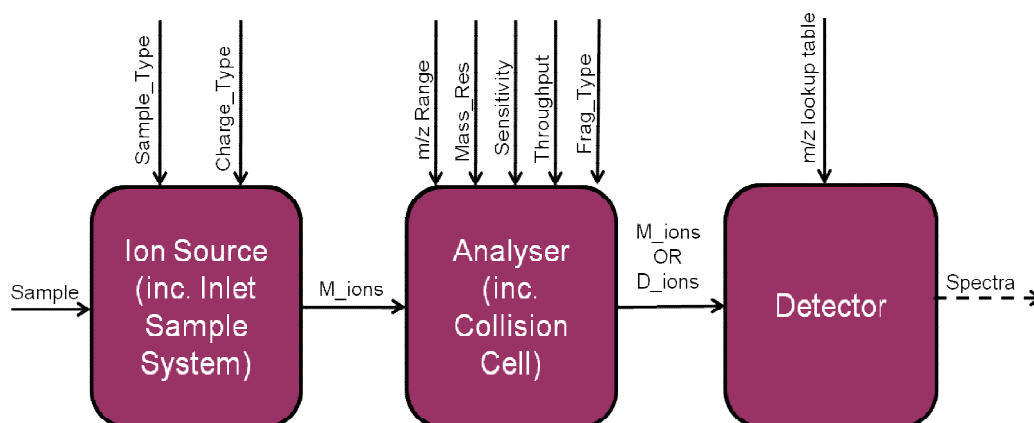 Sample_Type
Charge_Type
m/z Range
Mass_Res
Sensitivity
Throughput
Frag_Type
m/z lookup table
Sample
Ion Source
(inc. Inlet
Sample
System)
M_ions
Analyser
(inc.
Collision
Cell)
M_ions
OR
D_ions
Detector
Spectra